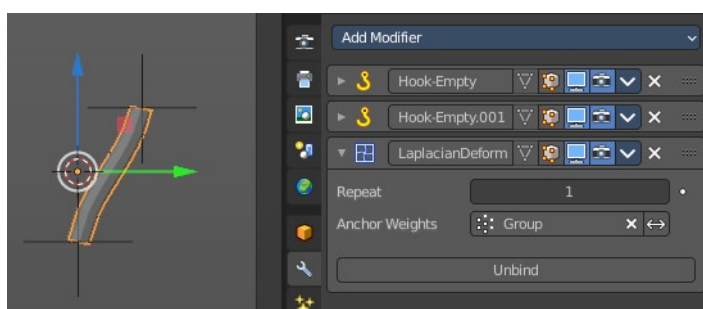 Add Modifier
Hook-Empty
Hook-Empty.001
LaplacianDeform
Repeat 1
Anchor Weights Group
Unbind